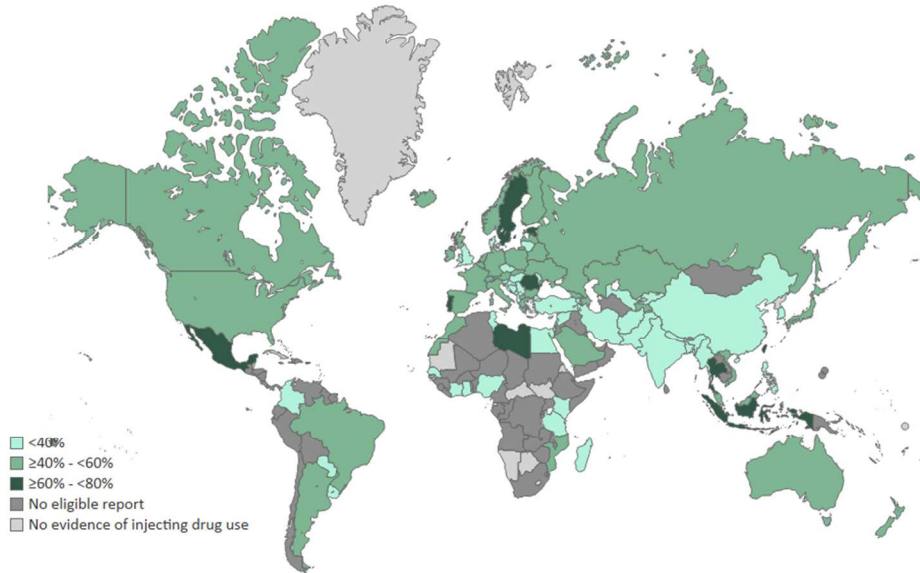 <40%
≥40% - <60%
≥60% - <80%
No eligible report
No evidence of injecting drug use